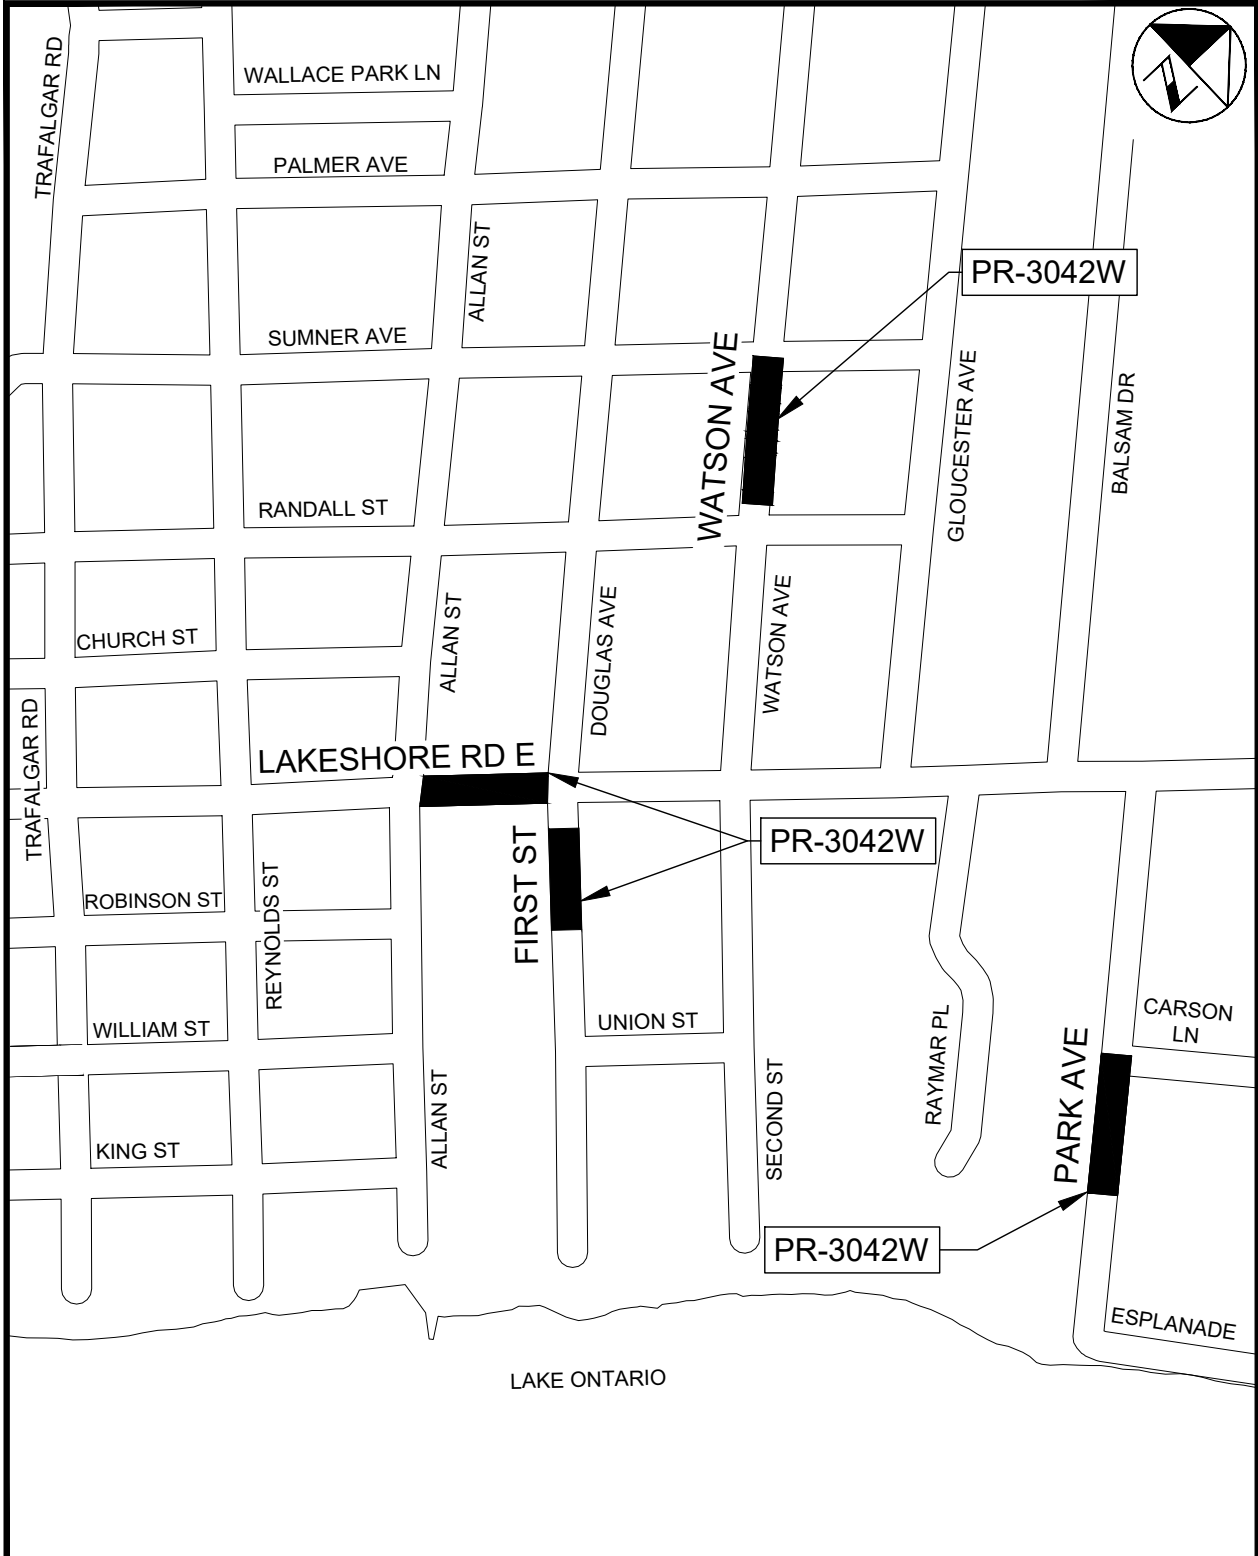 TRAFALGAR RD
WALLACE PARK LN
PALMER AVE
ALLAN ST
PR-3042W
SUMNER AVE
WATSON AVE
GLOUCESTER AVE
BALSAM DR
RANDALL ST
CHURCH ST
ALLAN ST
DOUGLAS AVE
WATSON AVE
TRAFALGAR RD
LAKESHORE RD E
PR-3042W
FIRST ST
ROBINSON ST
REYNOLDS ST
WILLIAM ST
UNION ST
CARSON
LN
RAYMAR PL
PARK AVE
ALLAN ST
SECOND ST
KING ST
PR-3042W
ESPLANADE
LAKE ONTARIO